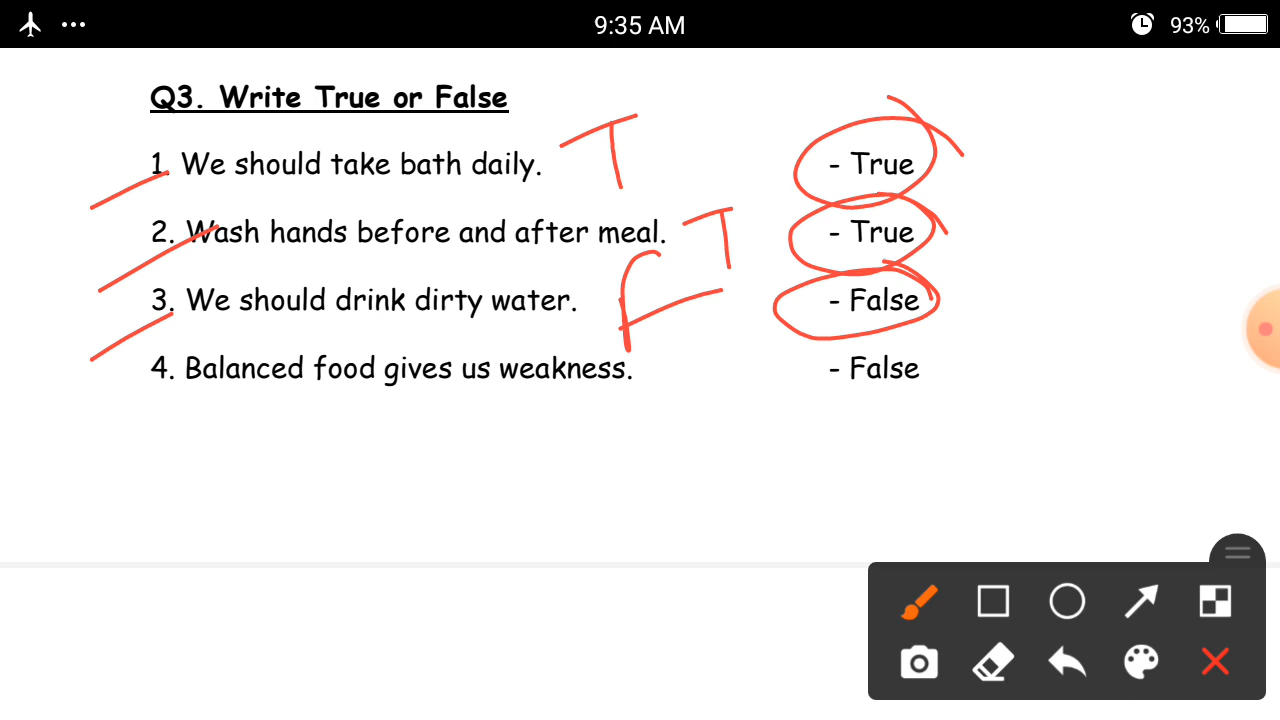 9:35 AM
93%
Q3. Write True or False
1. We should take bath daily. T - True
2. Wash hands before and after meal. T - True
3. We should drink dirty water. F - False
4. Balanced food gives us weakness. - False